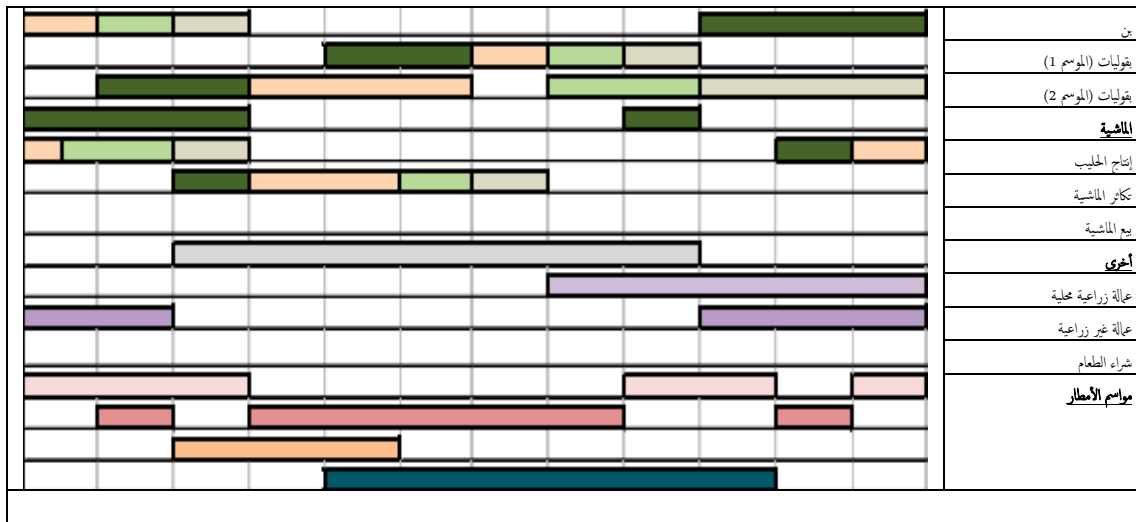 بن
بقوليات (الموسم 1)
بقوليات (الموسم 2)
الماشية
إنتاج الحليب
تكاثر الماشية
بيع الماشية
أخرى
عمالة زراعية محلية
عمالة غير زراعية
شراء الطعام
مواسم الأمطار